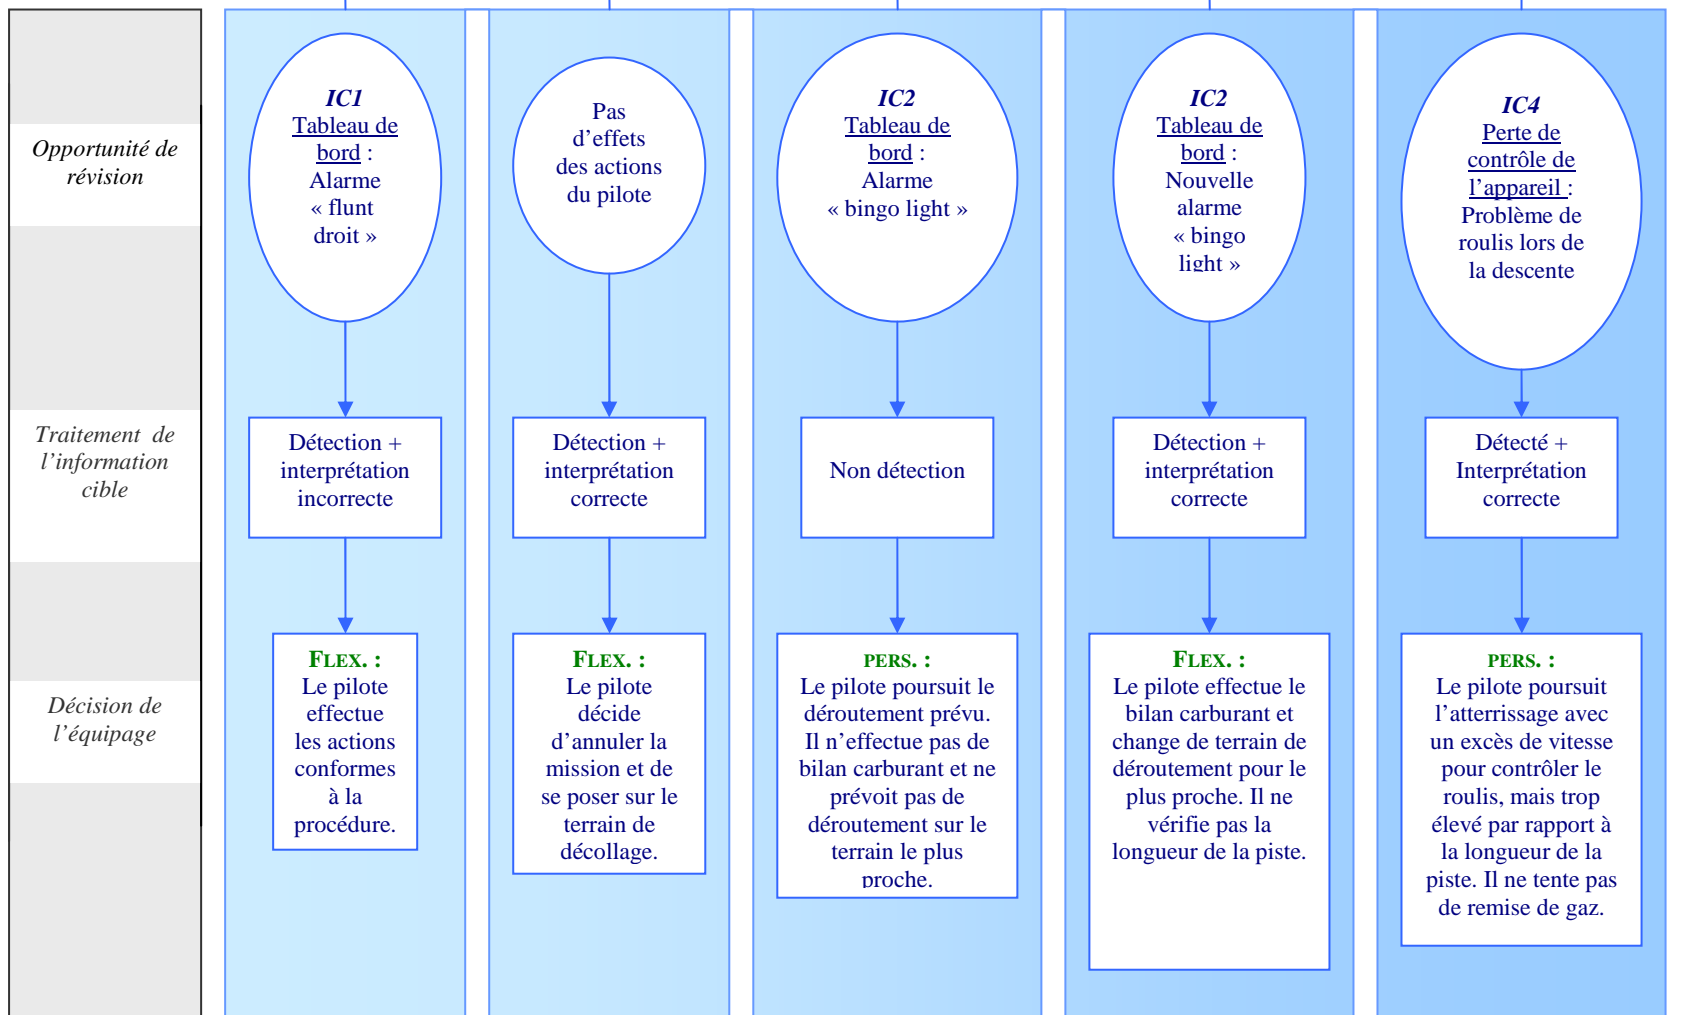 Opportunité de
révision
IC1
Tableau de
bord :
Alarme
« flunt
droit »
Pas
d’effets
des actions
du pilote
IC2
Tableau de
bord :
Alarme
« bingo light »
IC2
Tableau de
bord :
Nouvelle
alarme
« bingo
light »
IC4
Perte de
contrôle de
l’appareil :
Problème de
roulis lors de
la descente
Traitement de
l’information
cible
Détection +
interprétation
incorrecte
Détection +
interprétation
correcte
Non détection
Détection +
interprétation
correcte
Détecté +
Interprétation
correcte
Décision de
l’équipage
FLEX. :
Le pilote
effectue
les actions
conformes
à la
procédure.
FLEX. :
Le pilote
décide
d’annuler la
mission et de
se poser sur le
terrain de
décollage.
PERS. :
Le pilote poursuit le
déroutement prévu.
Il n’effectue pas de
bilan carburant et ne
prévoit pas de
déroutement sur le
terrain le plus
proche.
FLEX. :
Le pilote effectue le
bilan carburant et
change de terrain de
déroutement pour le
plus proche. Il ne
vérifie pas la
longueur de la piste.
PERS. :
Le pilote poursuit
l’atterrissage avec
un excès de vitesse
pour contrôler le
roulis, mais trop
élevé par rapport à
la longueur de la
piste. Il ne tente pas
de remise de gaz.